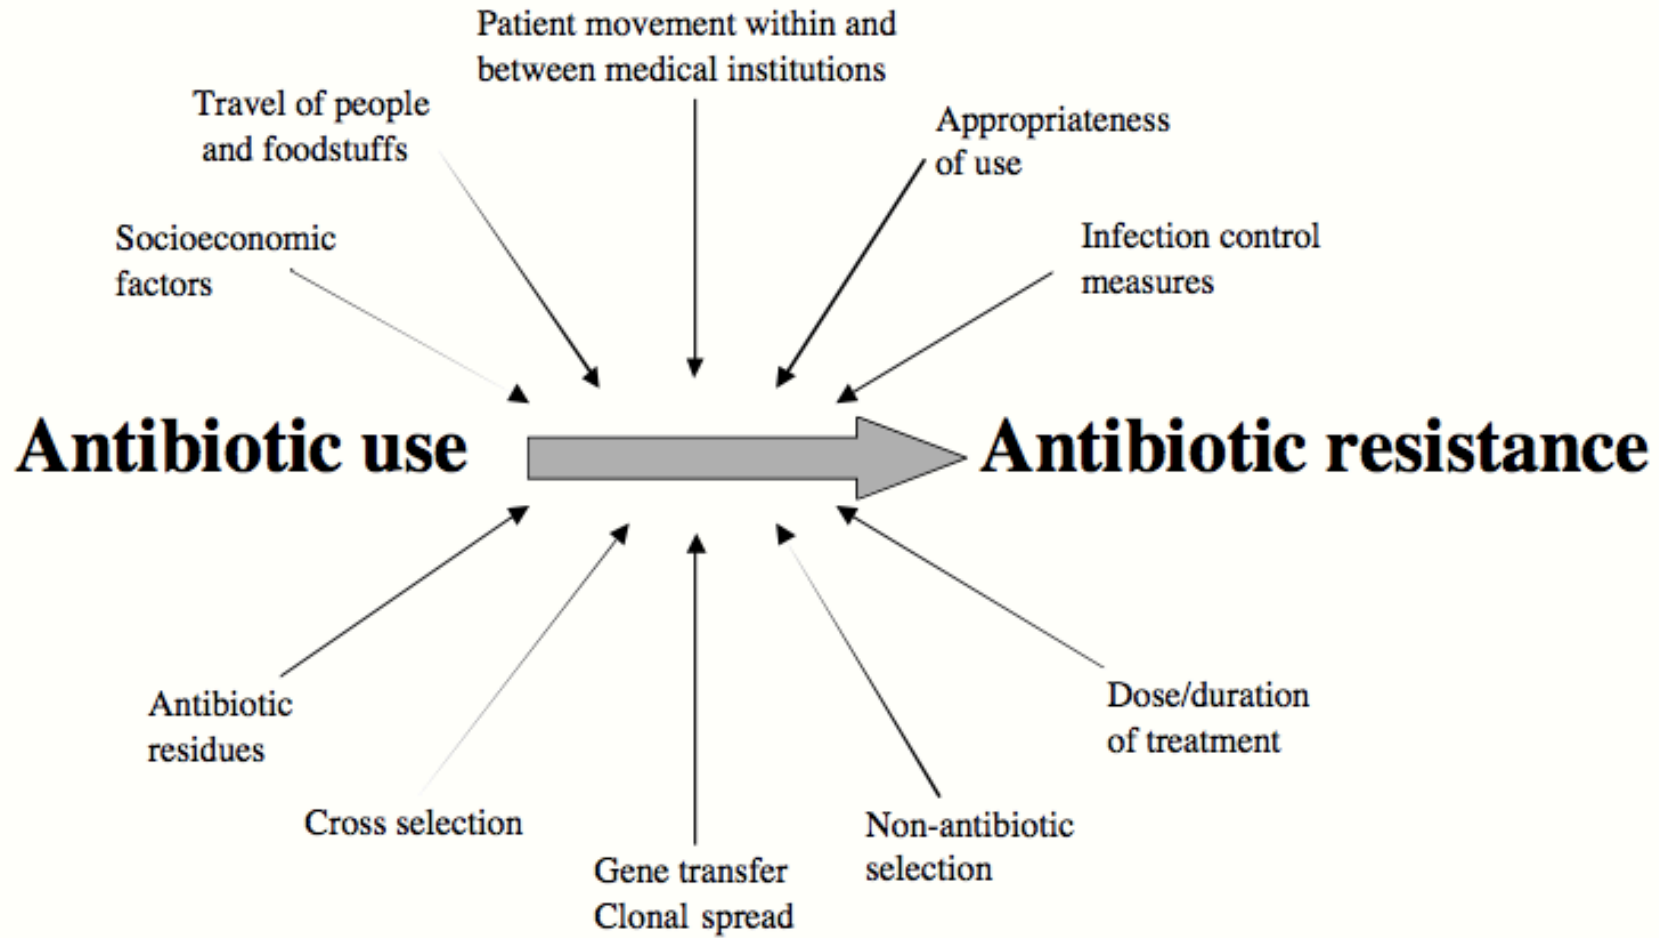 Patient movement within and
between medical institutions
Travel of people
and foodstuffs
Appropriateness
of use
Socioeconomic
factors
Infection control
measures
Antibiotic use
Antibiotic resistance
Antibiotic
residues
Dose/duration
of treatment
Cross selection
Non-antibiotic
selection
Gene transfer
Clonal spread